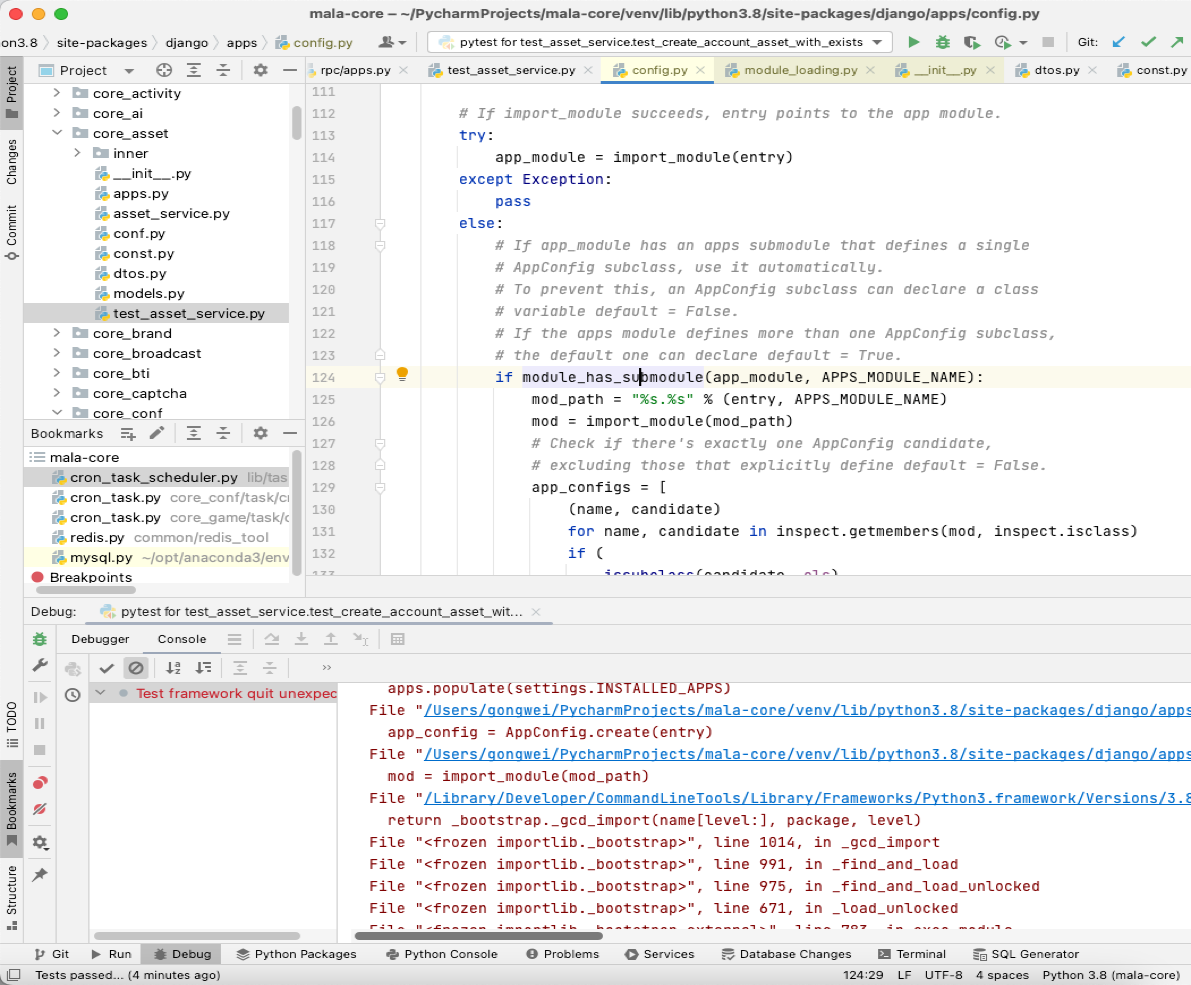 mala-core – ~/PycharmProjects/mala-core/venv/lib/python3.8/site-packages/django/apps/config.py
on3.8 site-packages django apps config.py pytest for test_asset_service.test_create_account_asset_with_exists Git:
Project
rpc/apps.py test_asset_service.py config.py module_loading.py __init__.py dtos.py const.py
Project
Changes
Commit
core_activity
core_ai
core_asset
inner
__init__.py
apps.py
asset_service.py
conf.py
const.py
dtos.py
models.py
test_asset_service.py
core_brand
core_broadcast
core_bti
core_captcha
core_conf
Bookmarks
mala-core
cron_task_scheduler.py lib/tas
cron_task.py core_conf/task/cr
cron_task.py core_game/task/c
redis.py common/redis_tool
mysql.py ~/opt/anaconda3/env
Breakpoints
111
112 # If import_module succeeds, entry points to the app module.
113 try:
114 app_module = import_module(entry)
115 except Exception:
116 pass
117 else:
118 # If app_module has an apps submodule that defines a single
119 # AppConfig subclass, use it automatically.
120 # To prevent this, an AppConfig subclass can declare a class
121 # variable default = False.
122 # If the apps module defines more than one AppConfig subclass,
123 # the default one can declare default = True.
124 if module_has_submodule(app_module, APPS_MODULE_NAME):
125 mod_path = "%s.%s" % (entry, APPS_MODULE_NAME)
126 mod = import_module(mod_path)
127 # Check if there's exactly one AppConfig candidate,
128 # excluding those that explicitly define default = False.
129 app_configs = [
130 (name, candidate)
131 for name, candidate in inspect.getmembers(mod, inspect.isclass)
132 if (
133 issubclass(candidate, cls)
Debug: pytest for test_asset_service.test_create_account_asset_wit...
Debugger Console
TODO
Bookmarks
Structure
Test framework quit unexpec
apps.populate(settings.INSTALLED_APPS)
File "/Users/gongwei/PycharmProjects/mala-core/venv/lib/python3.8/site-packages/django/apps
app_config = AppConfig.create(entry)
File "/Users/gongwei/PycharmProjects/mala-core/venv/lib/python3.8/site-packages/django/apps
mod = import_module(mod_path)
File "/Library/Developer/CommandLineTools/Library/Frameworks/Python3.framework/Versions/3.8
return _bootstrap._gcd_import(name[level:], package, level)
File "<frozen importlib._bootstrap>", line 1014, in _gcd_import
File "<frozen importlib._bootstrap>", line 991, in _find_and_load
File "<frozen importlib._bootstrap>", line 975, in _find_and_load_unlocked
File "<frozen importlib._bootstrap>", line 671, in _load_unlocked
File "<frozen importlib._bootstrap_external>", line 783, in exec_module
Git Run Debug Python Packages Python Console Problems Services Database Changes Terminal SQL Generator
Tests passed... (4 minutes ago) 124:29 LF UTF-8 4 spaces Python 3.8 (mala-core)